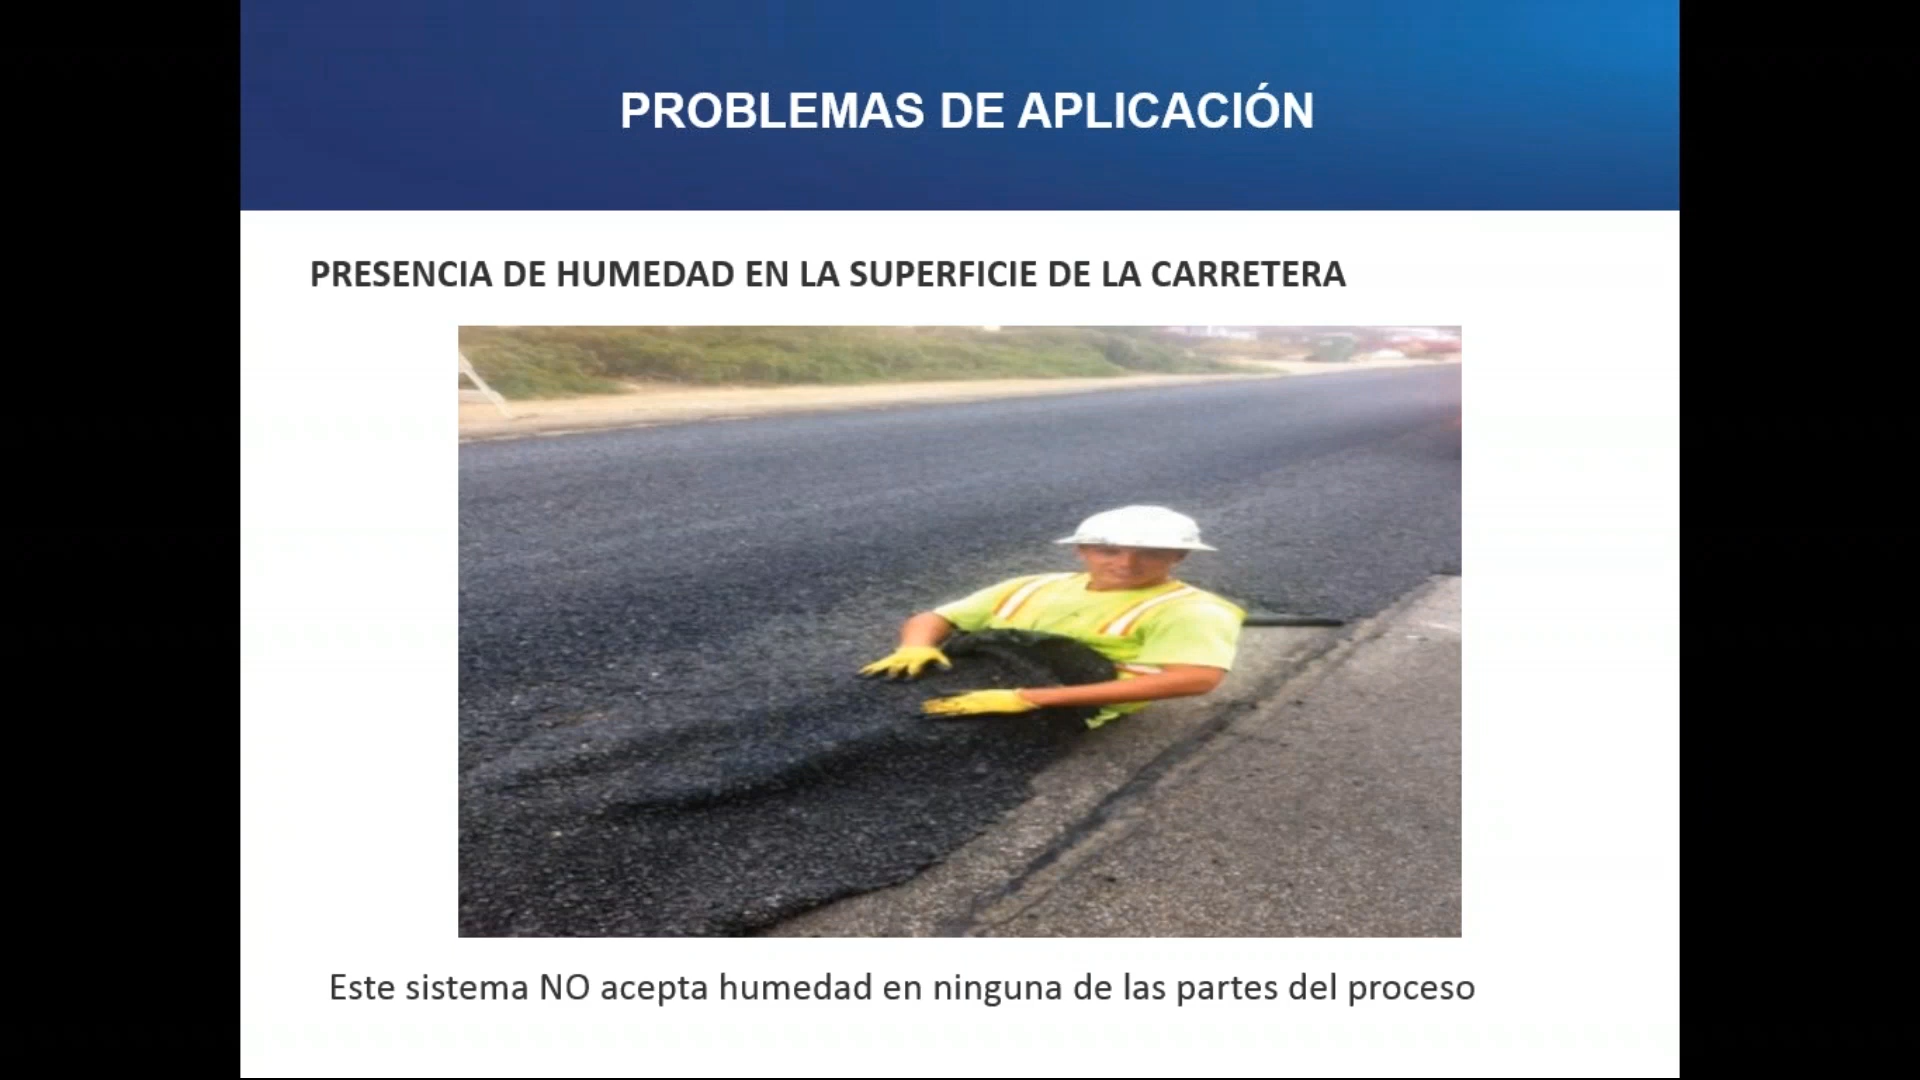 PROBLEMAS DE APLICACIÓN
PRESENCIA DE HUMEDAD EN LA SUPERFICIE DE LA CARRETERA
Este sistema NO acepta humedad en ninguna de las partes del proceso